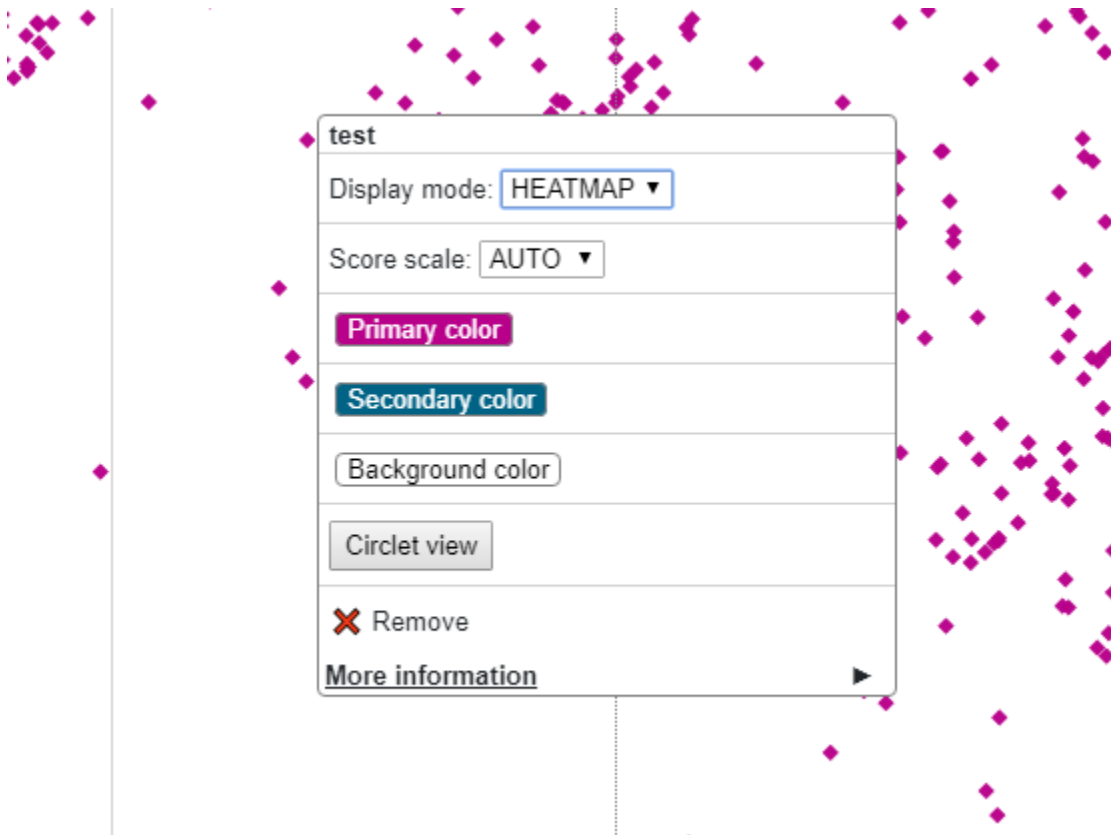 test
Display mode: HEATMAP ▼
Score scale: AUTO ▼
Primary color
Secondary color
Background color
Circlet view
Remove
More information ▶